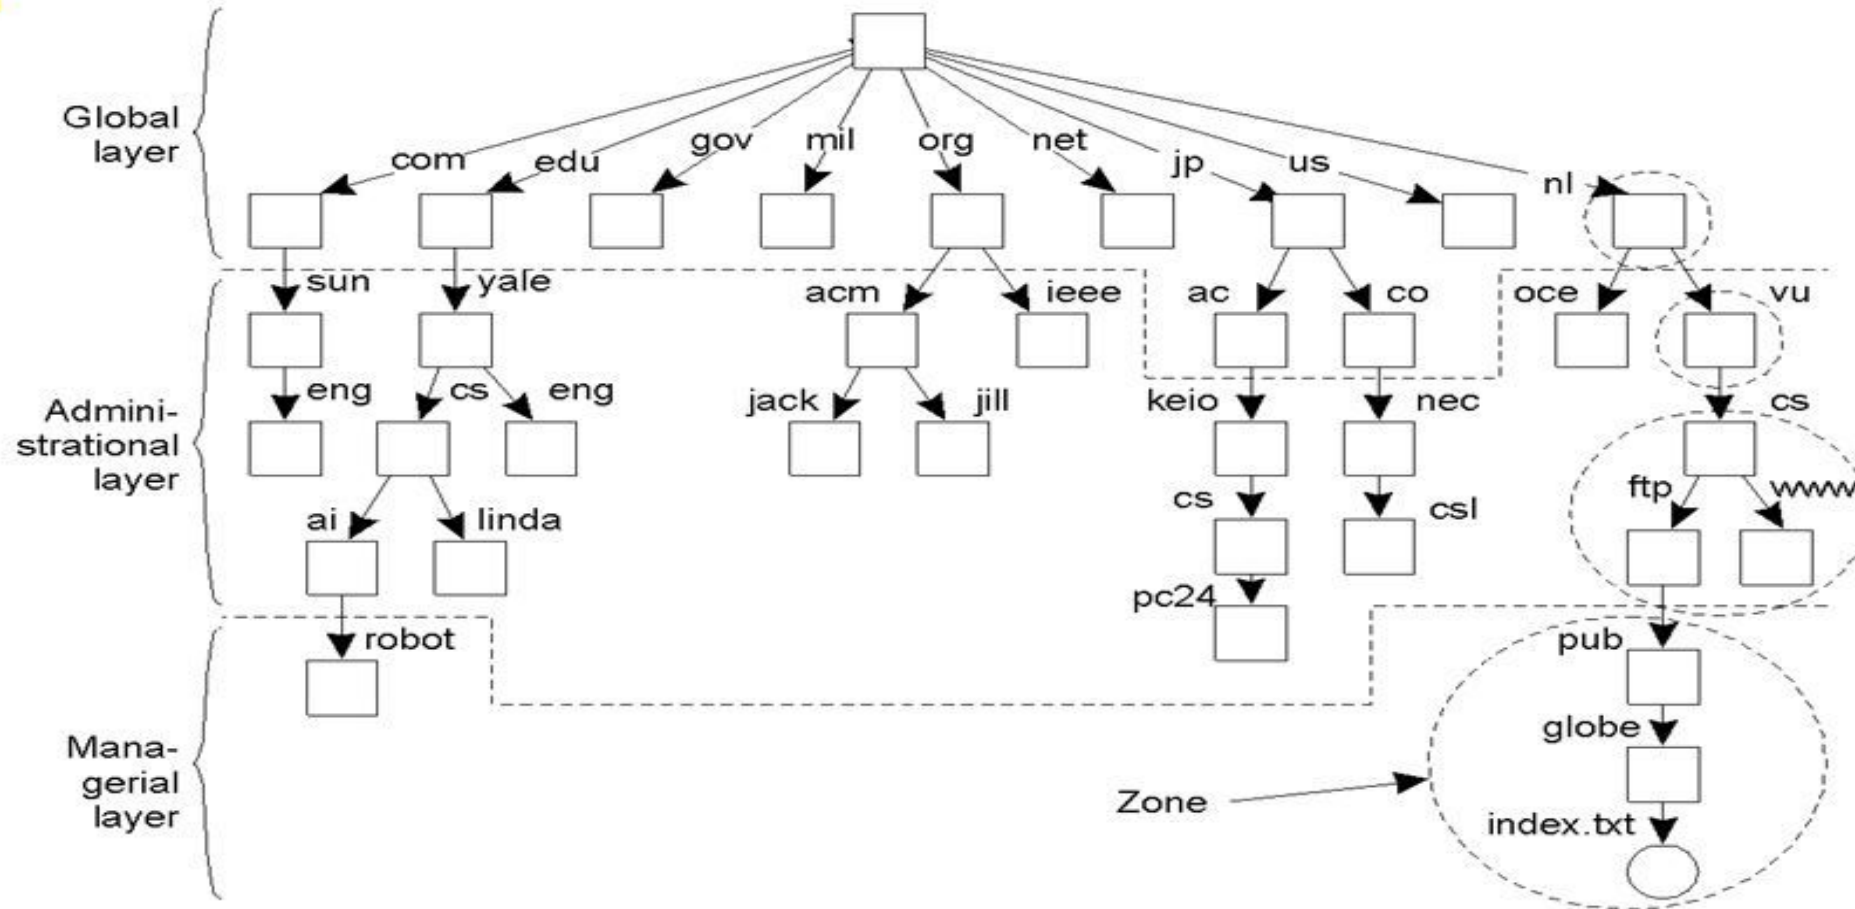 Global
layer
com
edu
gov
mil
org
net
jp
us
nl
sun
yale
acm
ieee
ac
co
oce
vu
Admini-
strational
layer
eng
cs
eng
jack
jill
keio
nec
cs
ai
linda
cs
csl
ftp
www
pc24
robot
pub
Mana-
gerial
layer
globe
Zone
index.txt